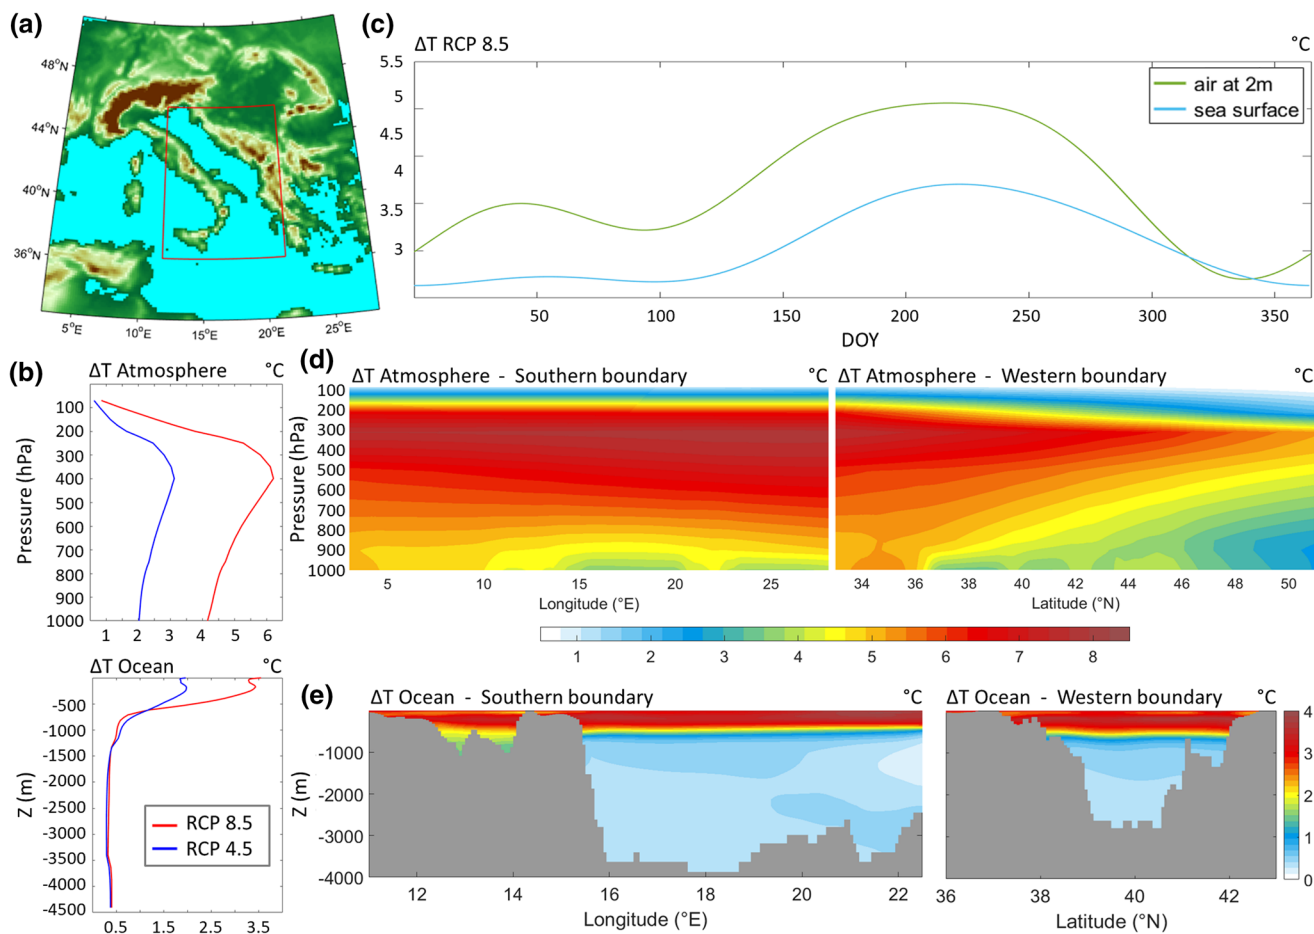 (a)
48°N
44°N
40°N
36°N
5°E
10°E
15°E
20°E
25°E
(c)
ΔT RCP 8.5
°C
5.5
5
4.5
4
3.5
3
air at 2m
sea surface
50
100
150
200
250
300
350
DOY
(b)
ΔT Atmosphere
°C
100
200
300
400
500
600
700
800
900
1000
Pressure (hPa)
1
2
3
4
5
6
ΔT Ocean
°C
-500
-1000
-1500
-2000
-2500
-3000
-3500
-4000
-4500
Z (m)
RCP 8.5
RCP 4.5
0.5
1.5
2.5
3.5
(d)
ΔT Atmosphere - Southern boundary
°C
100
200
300
400
500
600
700
800
900
1000
Pressure (hPa)
5
10
15
20
25
Longitude (°E)
ΔT Atmosphere - Western boundary
°C
34
36
38
40
42
44
46
48
50
Latitude (°N)
1
2
3
4
5
6
7
8
(e)
ΔT Ocean - Southern boundary
°C
-1000
-2000
-3000
-4000
Z (m)
12
14
16
18
20
22
Longitude (°E)
ΔT Ocean - Western boundary
°C
36
38
40
42
Latitude (°N)
4
3
2
1
0